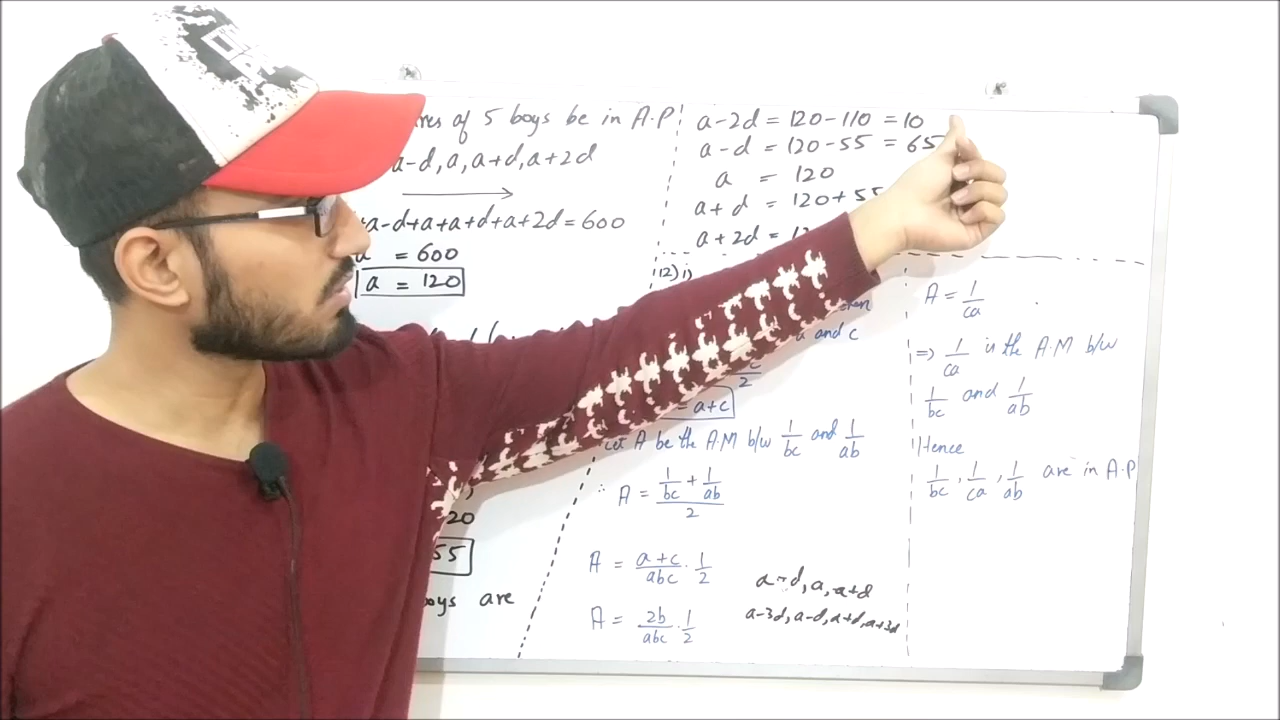 of 5 boys be in A.P
a-d, a, a+d, a+2d
a-d+a+a+d+a+2d = 600
= 600
a = 120
20
55
boys are
a-2d = 120-110 = 10
a-d = 120-55 = 65
a = 120
a+d = 120+55
a+2d =
12) i)
a and c
2
= a+c
Let A be the A.M b/w 1/bc and 1/ab
∴ A = (1/bc + 1/ab)/2
A = a+c/abc · 1/2
A = 2b/abc · 1/2
a-d, a, a+d
a-3d, a-d, a+d, a+3d
A = 1/ca
=> 1/ca is the A.M b/w
1/bc and 1/ab
Hence
1/bc, 1/ca, 1/ab are in A.P